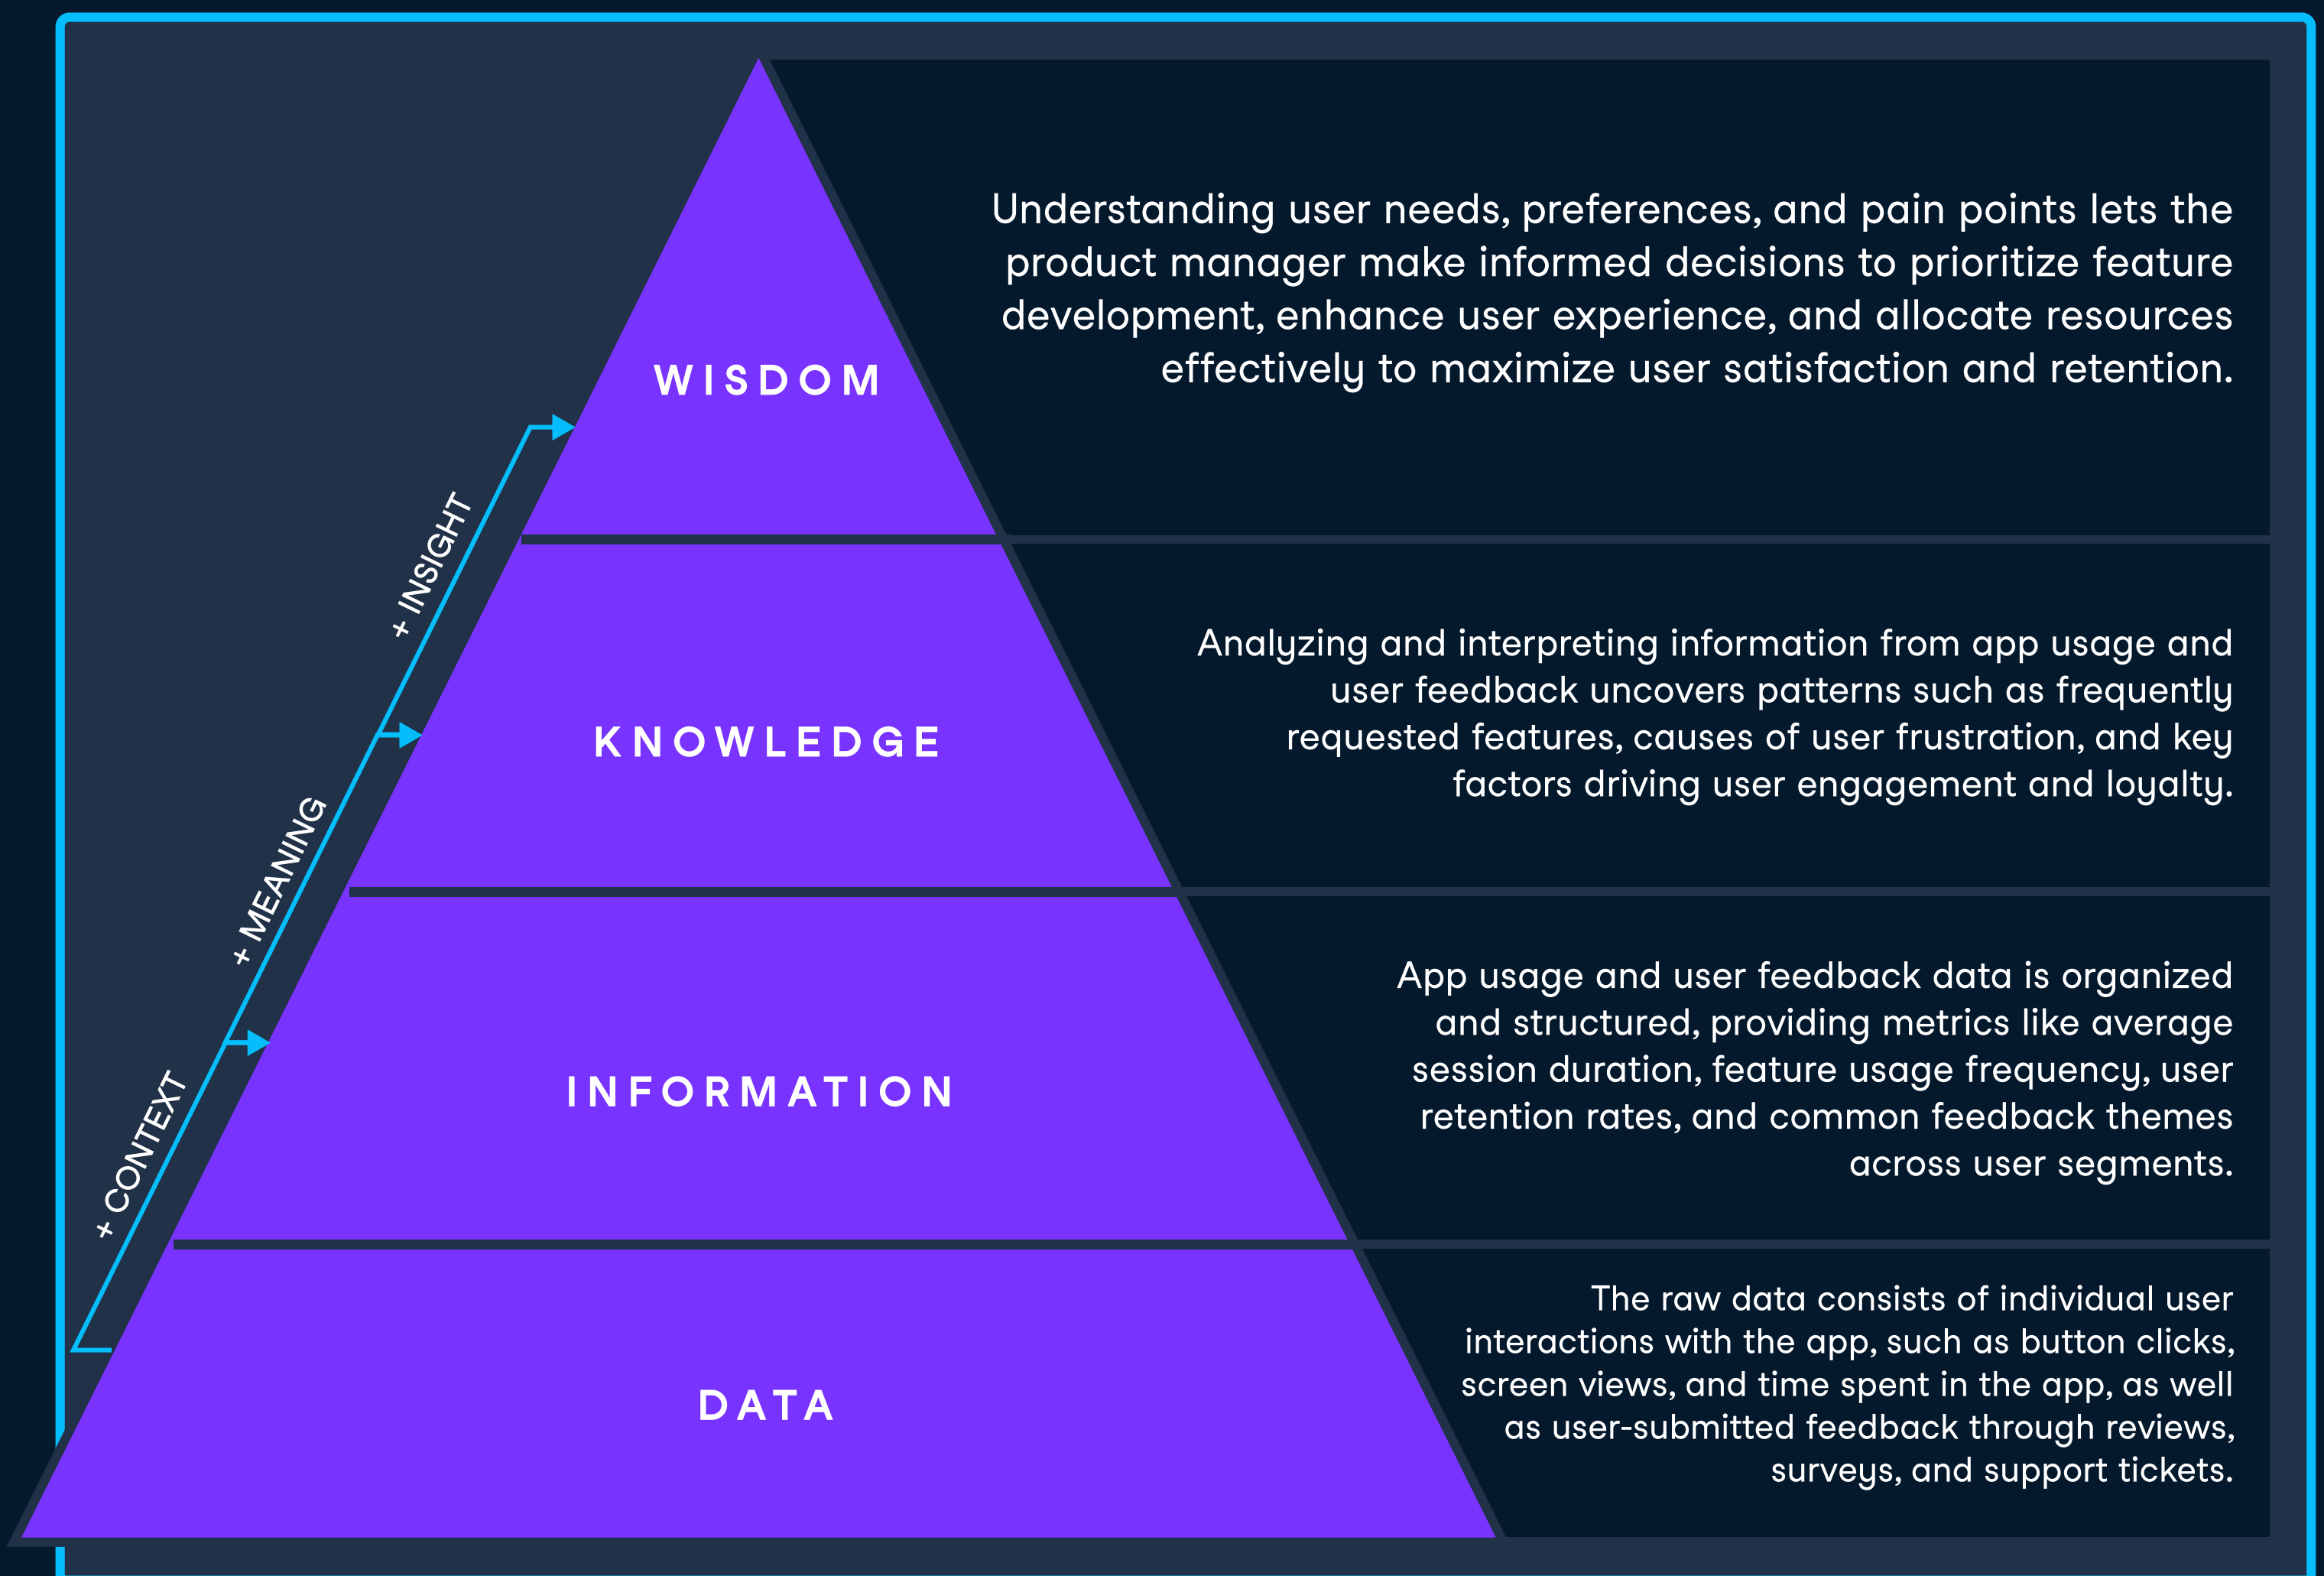 Understanding user needs, preferences, and pain points lets the
product manager make informed decisions to prioritize feature
development, enhance user experience, and allocate resources
effectively to maximize user satisfaction and retention.
WISDOM
+ INSIGHT
Analyzing and interpreting information from app usage and
user feedback uncovers patterns such as frequently
requested features, causes of user frustration, and key
factors driving user engagement and loyalty.
KNOWLEDGE
+ MEANING
App usage and user feedback data is organized
and structured, providing metrics like average
session duration, feature usage frequency, user
retention rates, and common feedback themes
across user segments.
INFORMATION
+ CONTEXT
The raw data consists of individual user
interactions with the app, such as button clicks,
screen views, and time spent in the app, as well
as user-submitted feedback through reviews,
surveys, and support tickets.
DATA